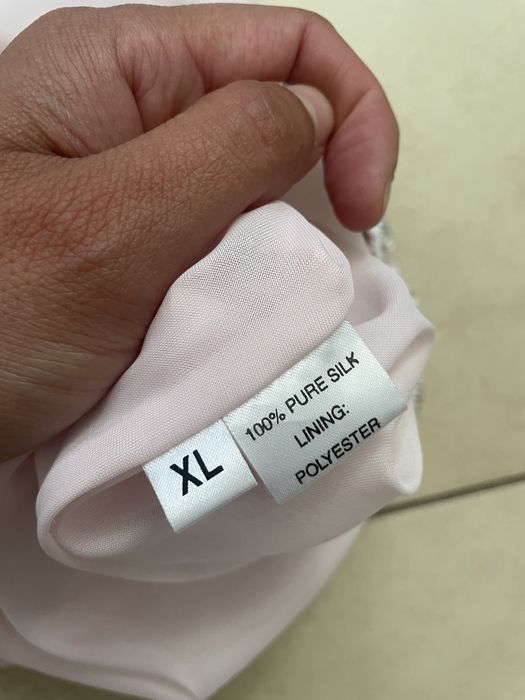 100% PURE SILK
LINING:
POLYESTER
XL